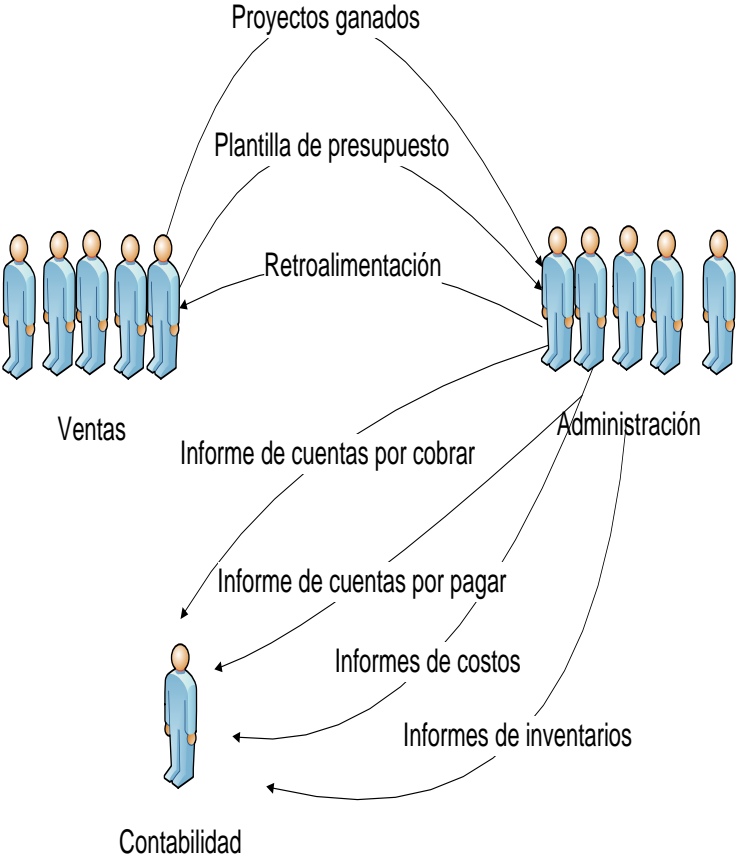 Proyectos ganados
Plantilla de presupuesto
Retroalimentación
Ventas
Administración
Informe de cuentas por cobrar
Informe de cuentas por pagar
Informes de costos
Informes de inventarios
Contabilidad